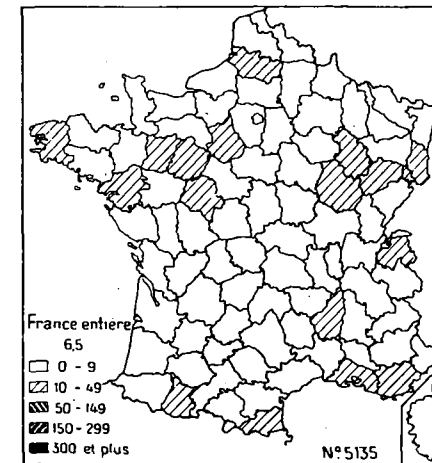 France entière
6,5
0 - 9
10 - 49
50 - 149
150 - 299
300 et plus
N° 5135